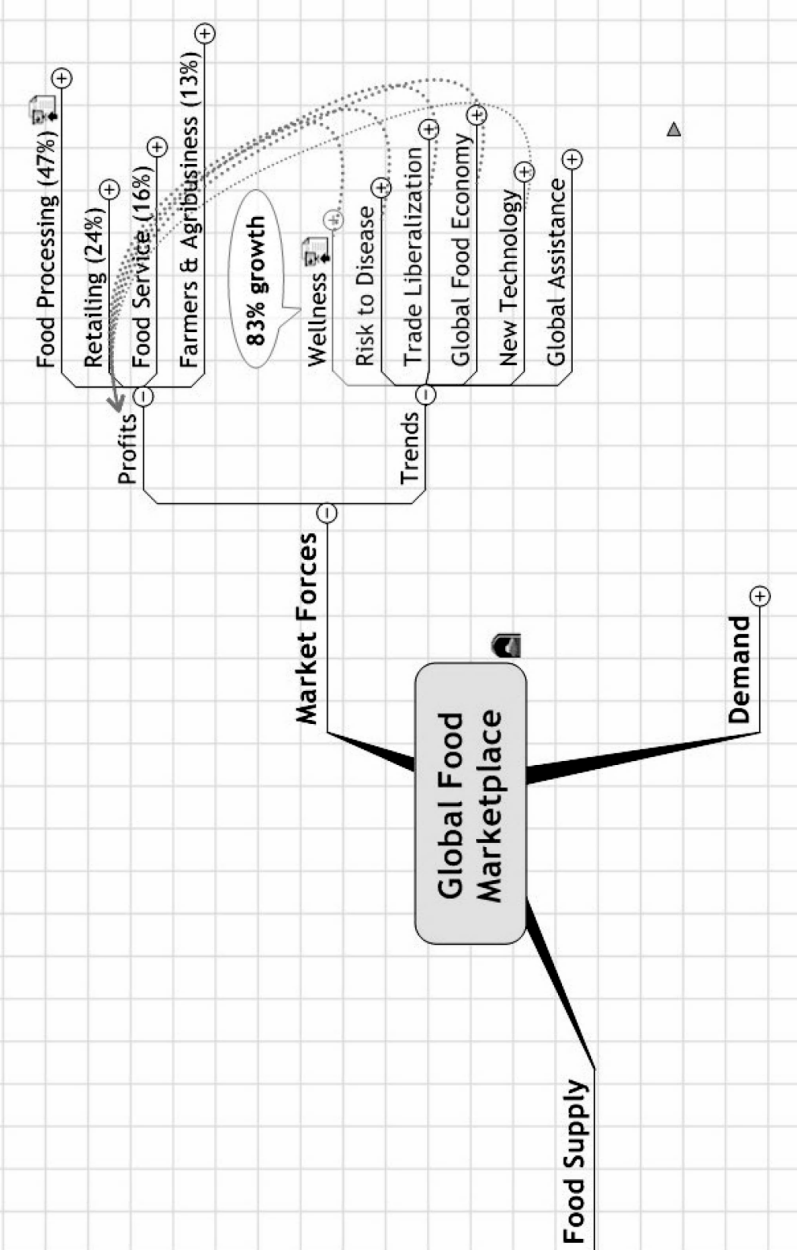 Food Processing (47%)
Retailing (24%)
Food Service (16%)
Farmers & Agribusiness (13%)
Profits
83% growth
Wellness
Risk to Disease
Trade Liberalization
Global Food Economy
New Technology
Global Assistance
Trends
Market Forces
Global Food
Marketplace
Demand
Food Supply